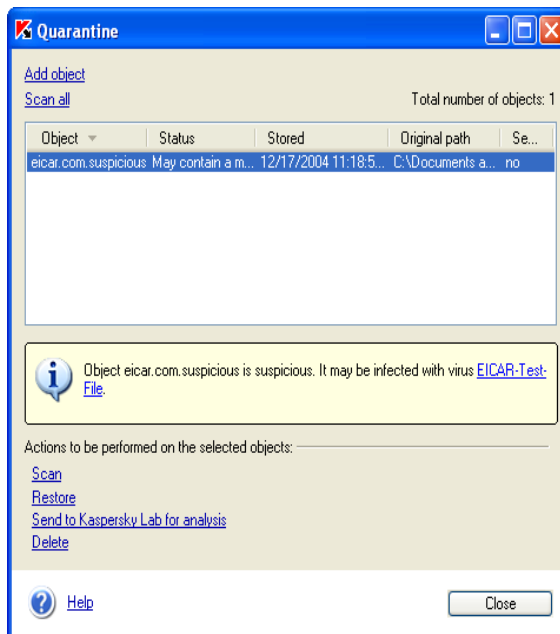 Quarantine
Add object
Scan all
Total number of objects: 1
Object Status Stored Original path Se...
eicar.com.suspicious May contain a m... 12/17/2004 11:18:5... C:\Documents a... no
Object eicar.com.suspicious is suspicious. It may be infected with virus EICAR-Test-
File.
Actions to be performed on the selected objects:
Scan
Restore
Send to Kaspersky Lab for analysis
Delete
Help
Close